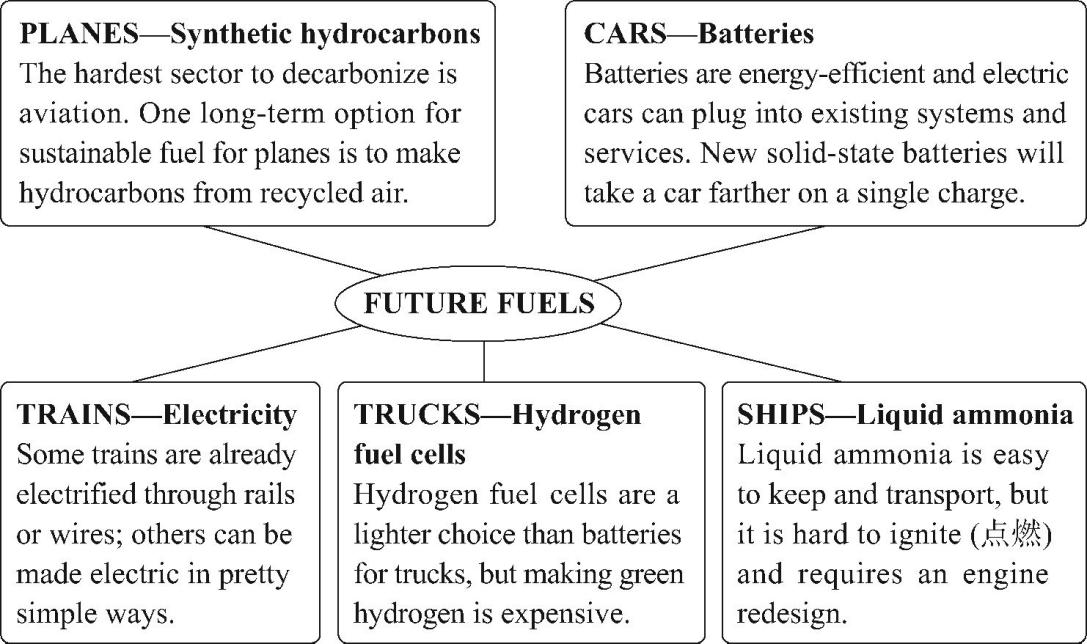 PLANES—Synthetic hydrocarbons
The hardest sector to decarbonize is
aviation. One long-term option for
sustainable fuel for planes is to make
hydrocarbons from recycled air.
CARS—Batteries
Batteries are energy-efficient and electric
cars can plug into existing systems and
services. New solid-state batteries will
take a car farther on a single charge.
FUTURE FUELS
TRAINS—Electricity
Some trains are already
electrified through rails
or wires; others can be
made electric in pretty
simple ways.
TRUCKS—Hydrogen
fuel cells
Hydrogen fuel cells are a
lighter choice than batteries
for trucks, but making green
hydrogen is expensive.
SHIPS—Liquid ammonia
Liquid ammonia is easy
to keep and transport, but
it is hard to ignite (点燃)
and requires an engine
redesign.